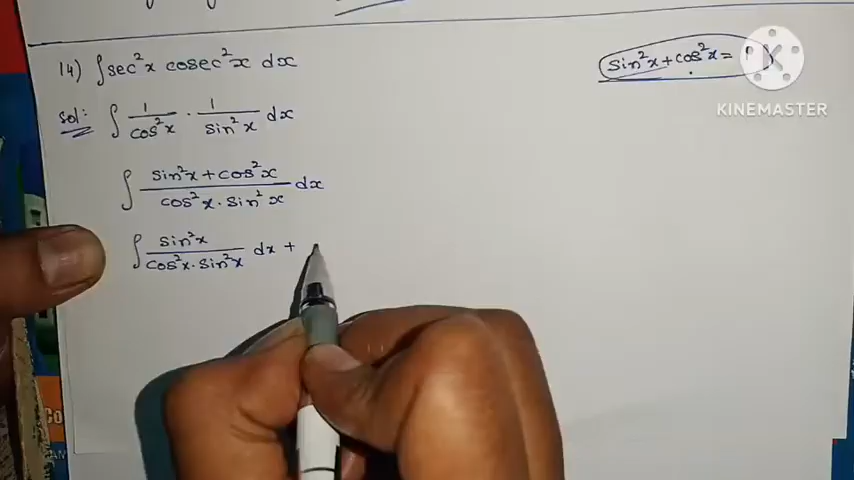 14) ∫sec²x cosec²x dx
sin²x+cos²x=1
KINEMASTER
Sol: ∫ 1/cos²x · 1/sin²x dx
∫ (sin²x+cos²x)/(cos²x·sin²x) dx
∫ sin²x/(cos²x·sin²x) dx +